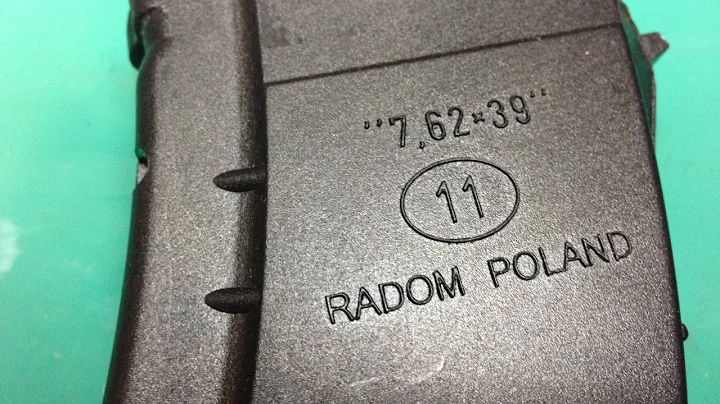 "7,62×39"
11
RADOM POLAND